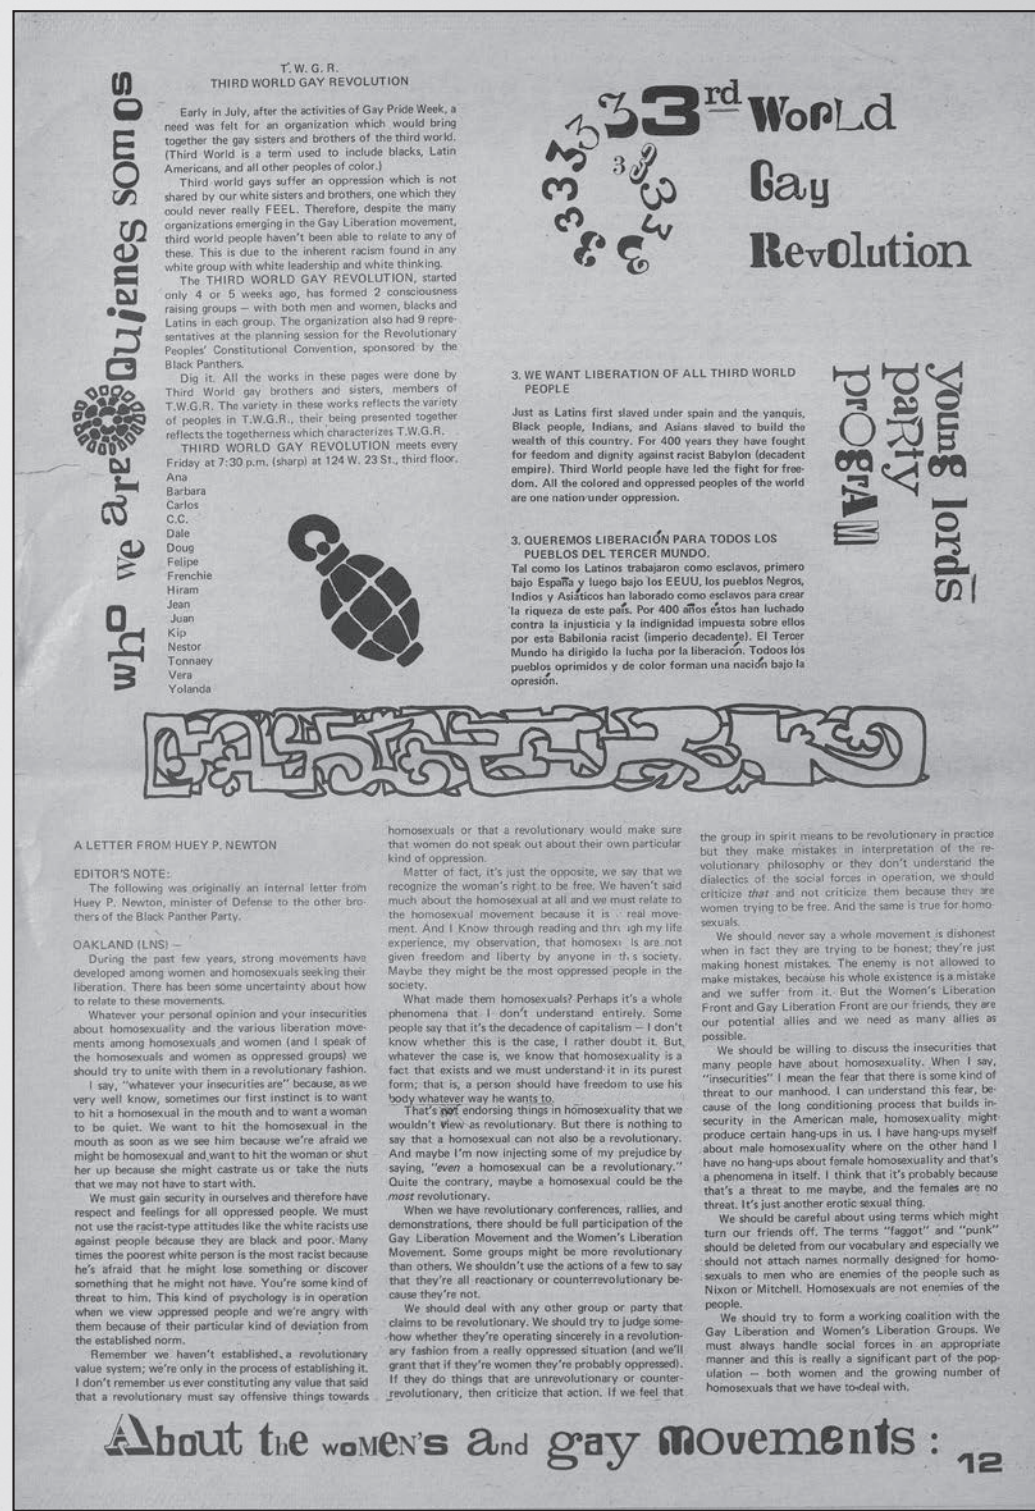 who we are Quienes somos
T. W. G. R.
THIRD WORLD GAY REVOLUTION
Early in July, after the activities of Gay Pride Week, a
need was felt for an organization which would bring
together the gay sisters and brothers of the third world.
(Third World is a term used to include blacks, Latin
Americans, and all other peoples of color.)
Third world gays suffer an oppression which is not
shared by our white sisters and brothers, one which they
could never really FEEL. Therefore, despite the many
organizations emerging in the Gay Liberation movement,
third world people haven't been able to relate to any of
these. This is due to the inherent racism found in any
white group with white leadership and white thinking.
The THIRD WORLD GAY REVOLUTION, started
only 4 or 5 weeks ago, has formed 2 consciousness
raising groups — with both men and women, blacks and
Latins in each group. The organization also had 9 repre-
sentatives at the planning session for the Revolutionary
Peoples' Constitutional Convention, sponsored by the
Black Panthers.
Dig it. All the works in these pages were done by
Third World gay brothers and sisters, members of
T.W.G.R. The variety in these works reflects the variety
of peoples in T.W.G.R., their being presented together
reflects the togetherness which characterizes T.W.G.R.
THIRD WORLD GAY REVOLUTION meets every
Friday at 7:30 p.m. (sharp) at 124 W. 23 St., third floor.
Ana
Barbara
Carlos
C.C.
Dale
Doug
Felipe
Frenchie
Hiram
Jean
Juan
Kip
Nestor
Tonnaey
Vera
Yolanda
3 3 3 3 3 3 3 3 3 3 3 3 3 3rd WoRLd
Gay
RevOlution
young lords
paRty
prOgrAM
3. WE WANT LIBERATION OF ALL THIRD WORLD
PEOPLE
Just as Latins first slaved under spain and the yanquis,
Black people, Indians, and Asians slaved to build the
wealth of this country. For 400 years they have fought
for feedom and dignity against racist Babylon (decadent
empire). Third World people have led the fight for free-
dom. All the colored and oppressed peoples of the world
are one nation under oppression.
3. QUEREMOS LIBERACIÓN PARA TODOS LOS
PUEBLOS DEL TERCER MUNDO.
Tal como los Latinos trabajaron como esclavos, primero
bajo España y luego bajo los EEUU, los pueblos Negros,
Indios y Asiáticos han laborado como esclavos para crear
la riqueza de este país. Por 400 años éstos han luchado
contra la injusticia y la indignidad impuesta sobre ellos
por esta Babilonia racist (imperio decadente). El Tercer
Mundo ha dirigido la lucha por la liberación. Todoos los
pueblos oprimidos y de color forman una nación bajo la
opresión.
A LETTER FROM HUEY P. NEWTON
EDITOR'S NOTE:
The following was originally an internal letter from
Huey P. Newton, minister of Defense to the other bro-
thers of the Black Panther Party.
OAKLAND (LNS) —
During the past few years, strong movements have
developed among women and homosexuals seeking their
liberation. There has been some uncertainty about how
to relate to these movements.
Whatever your personal opinion and your insecurities
about homosexuality and the various liberation move-
ments among homosexuals and women (and I speak of
the homosexuals and women as oppressed groups) we
should try to unite with them in a revolutionary fashion.
I say, "whatever your insecurities are" because, as we
very well know, sometimes our first instinct is to want
to hit a homosexual in the mouth and to want a woman
to be quiet. We want to hit the homosexual in the
mouth as soon as we see him because we're afraid we
might be homosexual and want to hit the woman or shut
her up because she might castrate us or take the nuts
that we may not have to start with.
We must gain security in ourselves and therefore have
respect and feelings for all oppressed people. We must
not use the racist-type attitudes like the white racists use
against people because they are black and poor. Many
times the poorest white person is the most racist because
he's afraid that he might lose something or discover
something that he might not have. You're some kind of
threat to him. This kind of psychology is in operation
when we view oppressed people and we're angry with
them because of their particular kind of deviation from
the established norm.
Remember we haven't established a revolutionary
value system; we're only in the process of establishing it.
I don't remember us ever constituting any value that said
that a revolutionary must say offensive things towards
homosexuals or that a revolutionary would make sure
that women do not speak out about their own particular
kind of oppression.
Matter of fact, it's just the opposite, we say that we
recognize the woman's right to be free. We haven't said
much about the homosexual at all and we must relate to
the homosexual movement because it is real move-
ment. And I Know through reading and through my life
experience, my observation, that homosexuals are not
given freedom and liberty by anyone in this society.
Maybe they might be the most oppressed people in the
society.
What made them homosexuals? Perhaps it's a whole
phenomena that I don't understand entirely. Some
people say that it's the decadence of capitalism — I don't
know whether this is the case, I rather doubt it. But
whatever the case is, we know that homosexuality is a
fact that exists and we must understand it in its purest
form; that is, a person should have freedom to use his
body whatever way he wants to.
That's not endorsing things in homosexuality that we
wouldn't view as revolutionary. But there is nothing to
say that a homosexual can not also be a revolutionary.
And maybe I'm now injecting some of my prejudice by
saying, "even a homosexual can be a revolutionary."
Quite the contrary, maybe a homosexual could be the
most revolutionary.
When we have revolutionary conferences, rallies, and
demonstrations, there should be full participation of the
Gay Liberation Movement and the Women's Liberation
Movement. Some groups might be more revolutionary
than others. We shouldn't use the actions of a few to say
that they're all reactionary or counterrevolutionary be-
cause they're not.
We should deal with any other group or party that
claims to be revolutionary. We should try to judge some-
how whether they're operating sincerely in a revolution-
ary fashion from a really oppressed situation (and we'll
grant that if they're women they're probably oppressed).
If they do things that are unrevolutionary or counter-
revolutionary, then criticize that action. If we feel that
the group in spirit means to be revolutionary in practice
but they make mistakes in interpretation of the re-
volutionary philosophy or they don't understand the
dialectics of the social forces in operation, we should
criticize that and not criticize them because they are
women trying to be free. And the same is true for homo-
sexuals.
We should never say a whole movement is dishonest
when in fact they are trying to be honest; they're just
making honest mistakes. The enemy is not allowed to
make mistakes, because his whole existence is a mistake
and we suffer from it. But the Women's Liberation
Front and Gay Liberation Front are our friends, they are
our potential allies and we need as many allies as
possible.
We should be willing to discuss the insecurities that
many people have about homosexuality. When I say,
"insecurities" I mean the fear that there is some kind of
threat to our manhood. I can understand this fear, be-
cause of the long conditioning process that builds in-
security in the American male, homosexuality might
produce certain hang-ups in us. I have hang-ups myself
about male homosexuality where on the other hand I
have no hang-ups about female homosexuality and that's
a phenomena in itself. I think that it's probably because
that's a threat to me maybe, and the females are no
threat. It's just another erotic sexual thing.
We should be careful about using terms which might
turn our friends off. The terms "faggot" and "punk"
should be deleted from our vocabulary and especially we
should not attach names normally designed for homo-
sexuals to men who are enemies of the people such as
Nixon or Mitchell. Homosexuals are not enemies of the
people.
We should try to form a working coalition with the
Gay Liberation and Women's Liberation Groups. We
must always handle social forces in an appropriate
manner and this is really a significant part of the pop-
ulation — both women and the growing number of
homosexuals that we have to deal with.
About the woMEN's and gay movements :
12